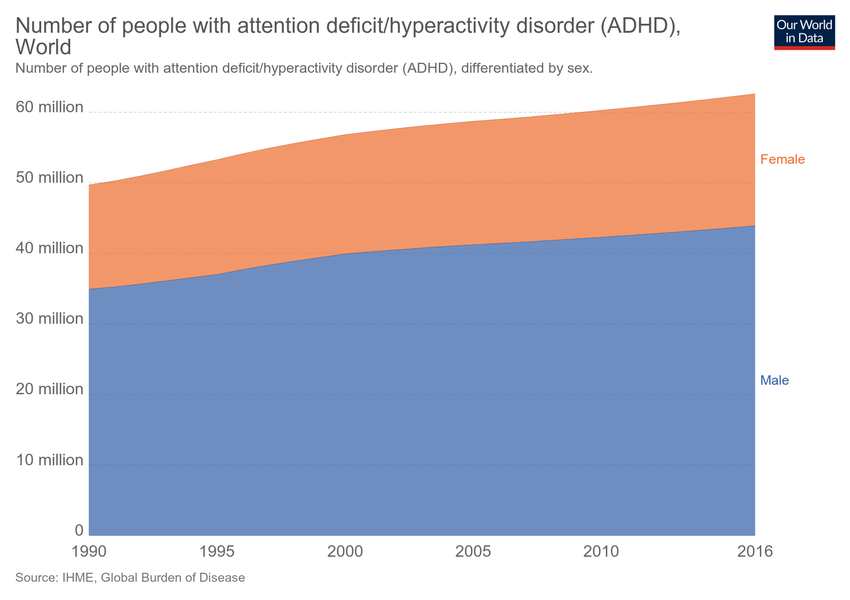 Number of people with attention deficit/hyperactivity disorder (ADHD),
World
Our World
in Data
Number of people with attention deficit/hyperactivity disorder (ADHD), differentiated by sex.
60 million
50 million
40 million
30 million
20 million
10 million
0
Female
Male
1990
1995
2000
2005
2010
2016
Source: IHME, Global Burden of Disease